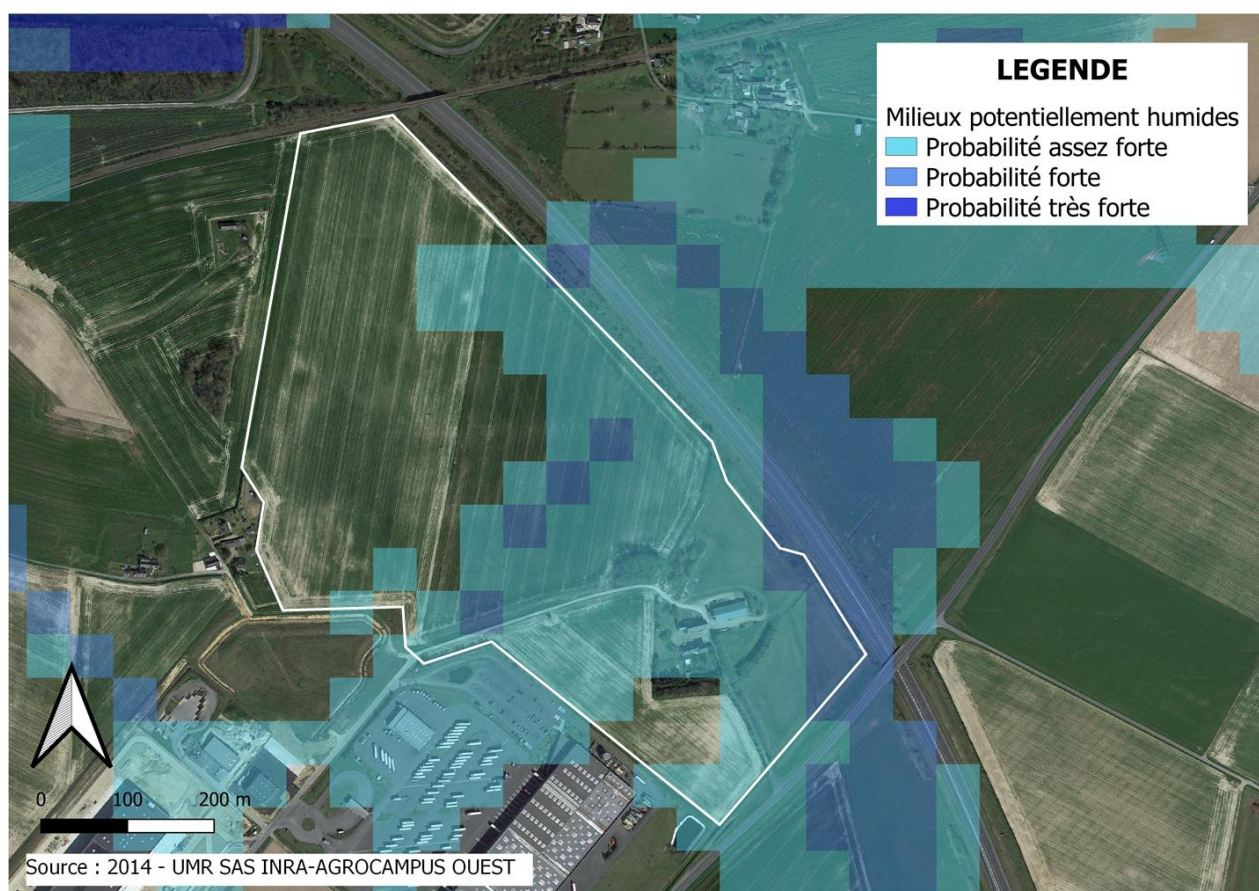 LEGENDE
Milieux potentiellement humides
Probabilité assez forte
Probabilité forte
Probabilité très forte
0 100 200 m
Source : 2014 - UMR SAS INRA-AGROCAMPUS OUEST